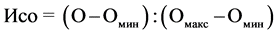 Исо = (О–Омин) : (Омакс –Омин)